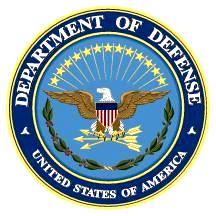 DEPARTMENT OF DEFENSE
UNITED STATES OF AMERICA